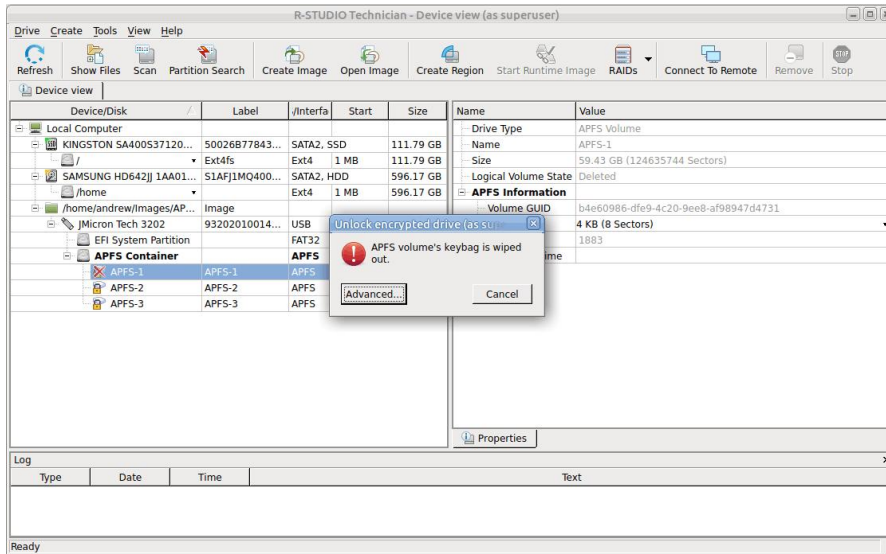 R-STUDIO Technician - Device view (as superuser)
Drive Create Tools View Help
Refresh Show Files Scan Partition Search Create Image Open Image Create Region Start Runtime Image RAIDs Connect To Remote Remove Stop
Device view
Device/Disk Label /Interfa Start Size
Local Computer
KINGSTON SA400S37120... 50026B77843... SATA2, SSD 111.79 GB
/ Ext4fs Ext4 1 MB 111.79 GB
SAMSUNG HD642JJ 1AA01... S1AFJ1MQ400... SATA2, HDD 596.17 GB
/home Ext4 1 MB 596.17 GB
/home/andrew/Images/AP... Image
JMicron Tech 3202 93202010014... USB
EFI System Partition FAT32
APFS Container APFS
APFS-1 APFS-1 APFS
APFS-2 APFS-2 APFS
APFS-3 APFS-3 APFS
Name Value
Drive Type APFS Volume
Name APFS-1
Size 59.43 GB (124635744 Sectors)
Logical Volume State Deleted
APFS Information
Volume GUID b4e60986-dfe9-4c20-9ee8-af98947d4731
4 KB (8 Sectors)
1883
ime
Unlock encrypted drive (as su
APFS volume's keybag is wiped
out.
Advanced... Cancel
Properties
Log
Type Date Time Text
Ready